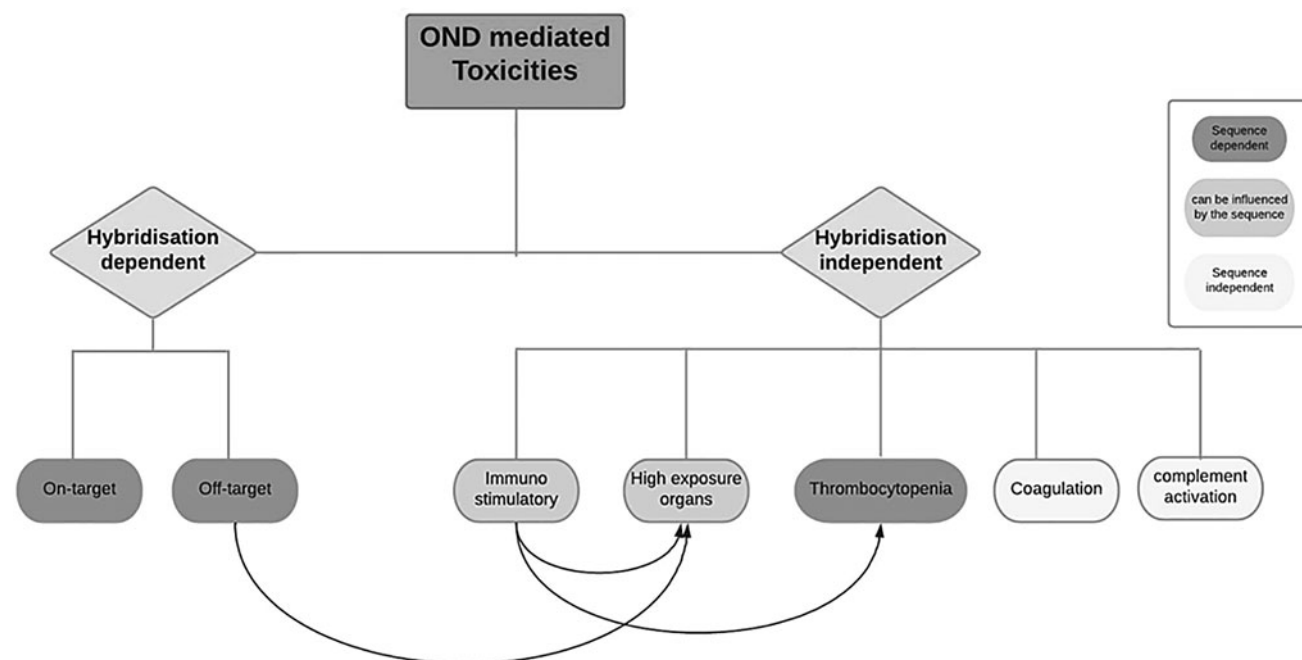 OND mediated
Toxicities
Sequence
dependent
can be influenced
by the sequence
Sequence
independent
Hybridisation
dependent
Hybridisation
independent
On-target
Off-target
Immuno
stimulatory
High exposure
organs
Thrombocytopenia
Coagulation
complement
activation